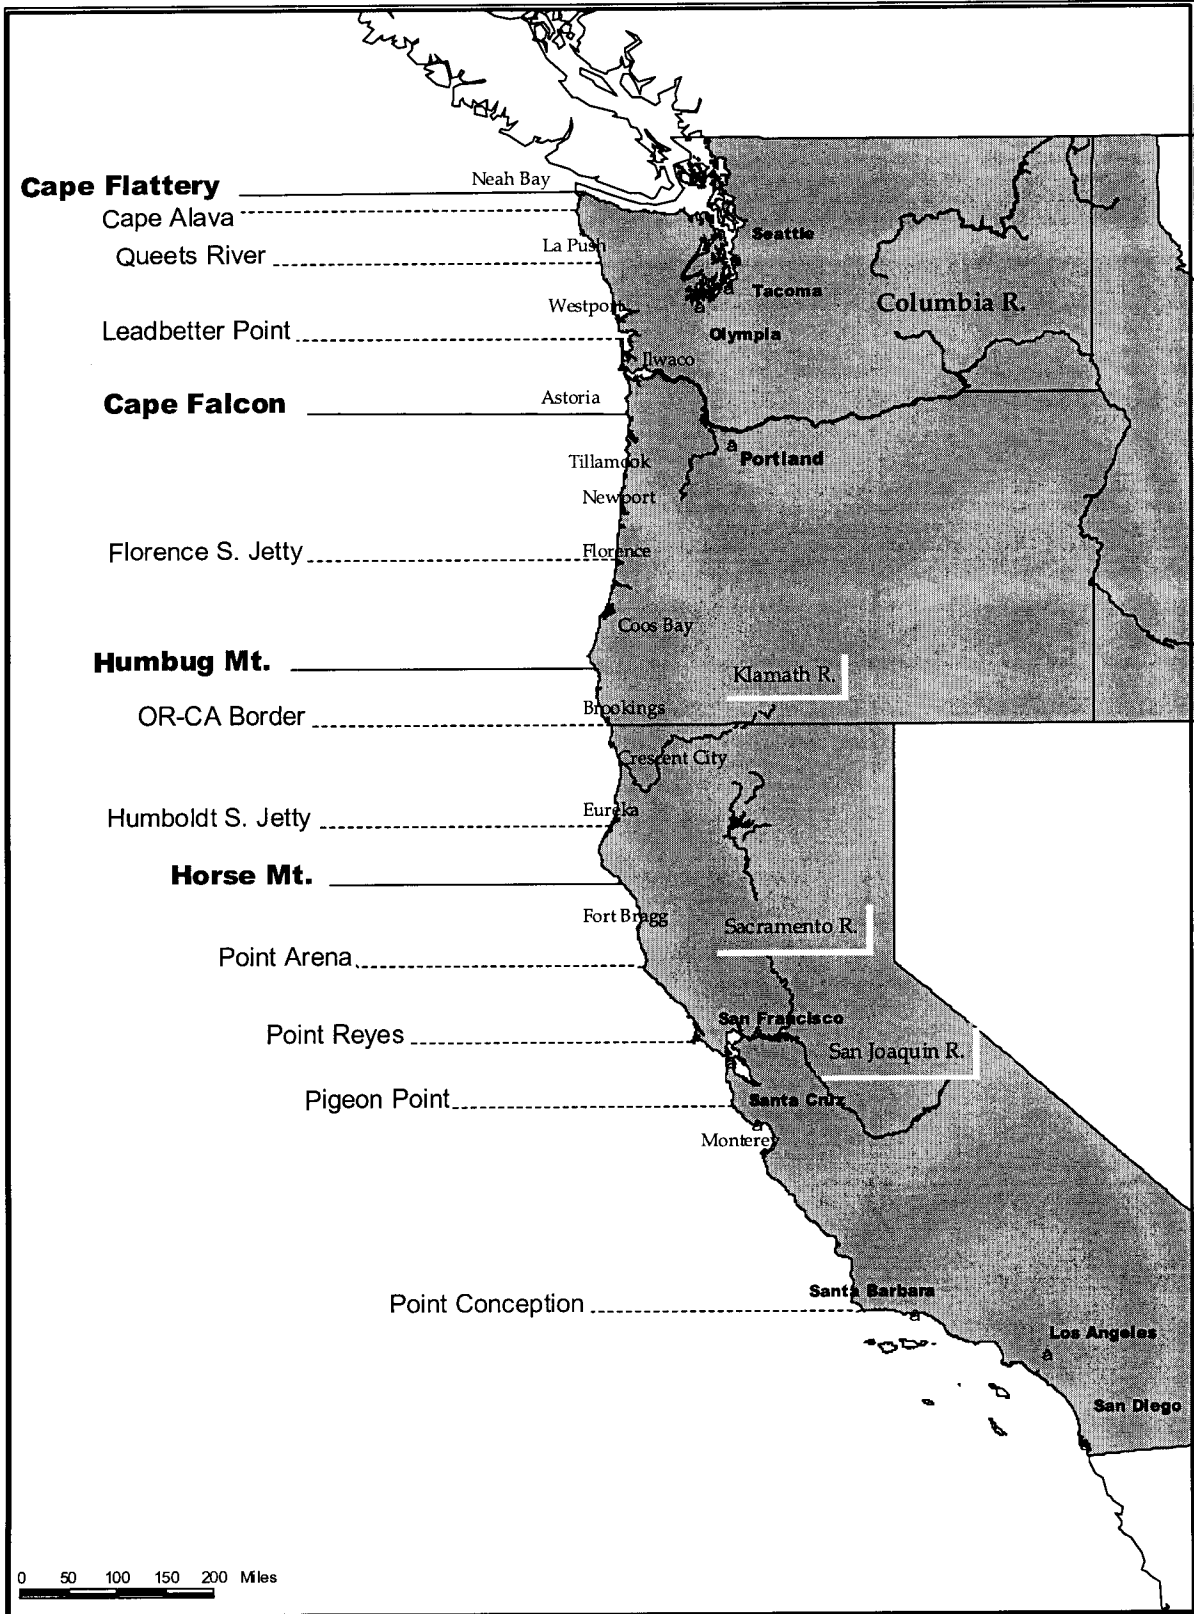 Neah Bay
Cape Flattery
Cape Alava
Seattle
La Push
Queets River
a
a
Tacoma
Columbia R.
Westport
a
Leadbetter Point
Olympia
Ilwaco
Astoria
Cape Falcon
a
Tillamook
Portland
Newport
Florence S. Jetty
Florence
Coos Bay
Humbug Mt.
Klamath R.
Brookings
OR-CA Border
Crescent City
Eureka
Humboldt S. Jetty
Horse Mt.
Fort Bragg
Sacramento R.
Point Arena
San Francisco
Point Reyes
San Joaquin R.
a
Pigeon Point
Santa Cruz
a
Monterey
Santa Barbara
Point Conception
a
Los Angeles
a
San Diego
a
0 50 100 150 200 Miles